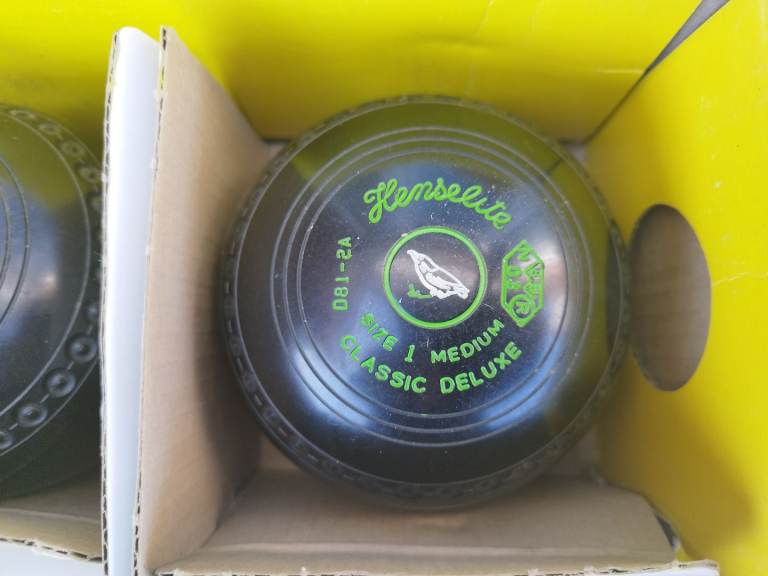 Henselite
D81-2A
SIZE 1 MEDIUM
CLASSIC DELUXE